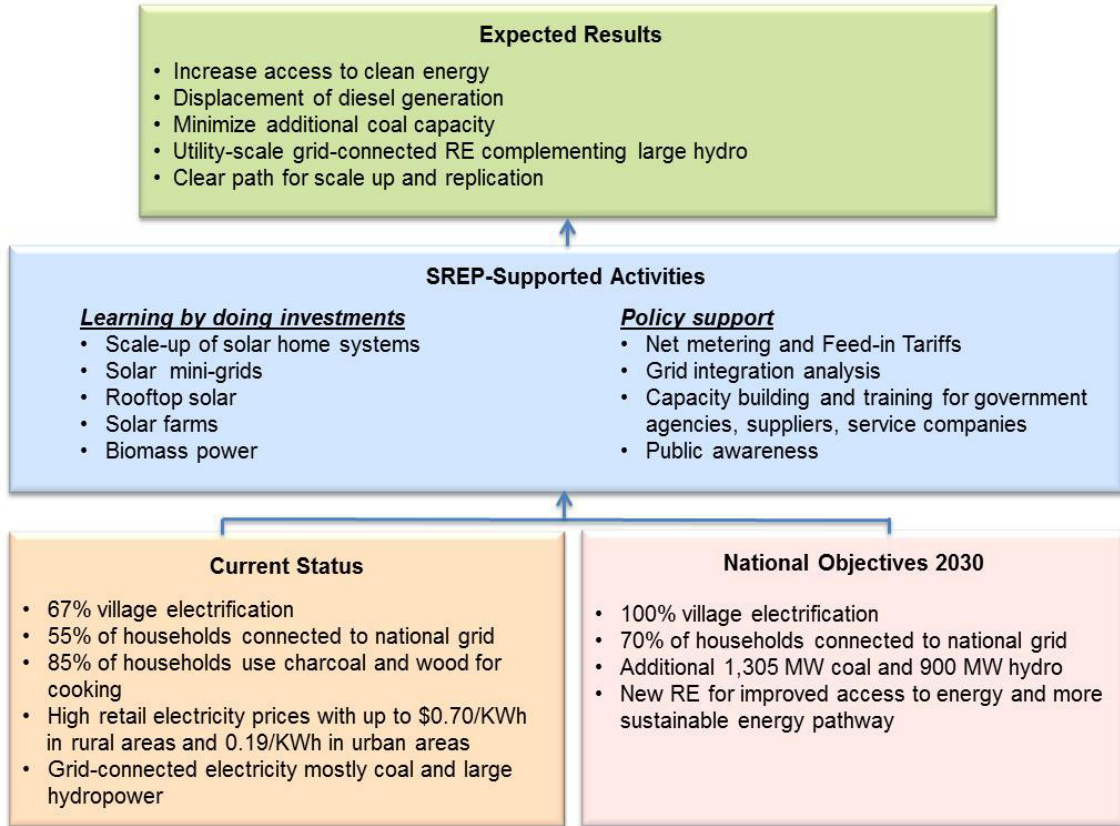 Expected Results
• Increase access to clean energy
• Displacement of diesel generation
• Minimize additional coal capacity
• Utility-scale grid-connected RE complementing large hydro
• Clear path for scale up and replication
SREP-Supported Activities
Learning by doing investments
• Scale-up of solar home systems
• Solar mini-grids
• Rooftop solar
• Solar farms
• Biomass power
Policy support
• Net metering and Feed-in Tariffs
• Grid integration analysis
• Capacity building and training for government
agencies, suppliers, service companies
• Public awareness
Current Status
• 67% village electrification
• 55% of households connected to national grid
• 85% of households use charcoal and wood for
cooking
• High retail electricity prices with up to $0.70/KWh
in rural areas and 0.19/KWh in urban areas
• Grid-connected electricity mostly coal and large
hydropower
National Objectives 2030
• 100% village electrification
• 70% of households connected to national grid
• Additional 1,305 MW coal and 900 MW hydro
• New RE for improved access to energy and more
sustainable energy pathway